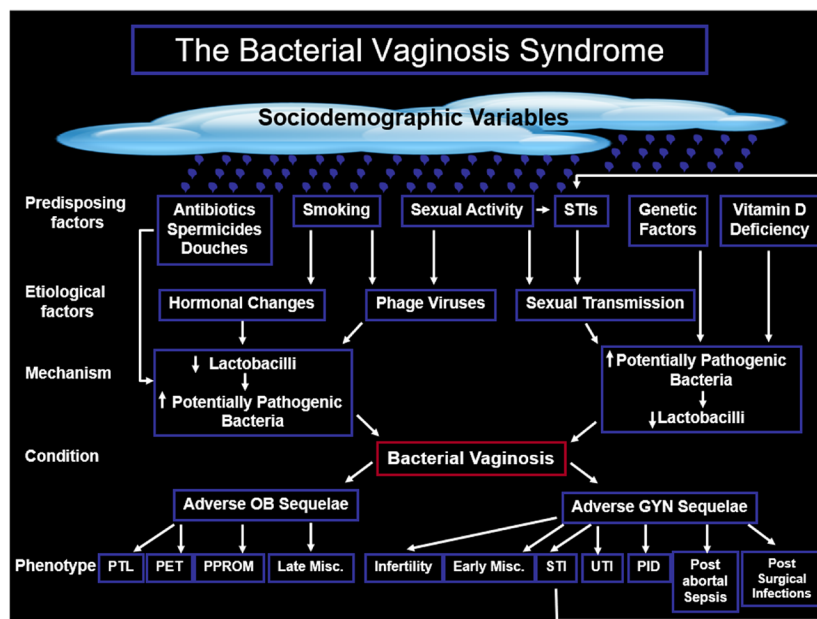 The Bacterial Vaginosis Syndrome
Sociodemographic Variables
Predisposing
factors
Antibiotics
Spermicides
Douches
Smoking
Sexual Activity
STIs
Genetic
Factors
Vitamin D
Deficiency
Etiological
factors
Hormonal Changes
Phage Viruses
Sexual Transmission
Mechanism
Lactobacilli
Potentially Pathogenic
Bacteria
Potentially Pathogenic
Bacteria
Lactobacilli
Condition
Bacterial Vaginosis
Adverse OB Sequelae
Adverse GYN Sequelae
Phenotype
PTL
PET
PPROM
Late Misc.
Infertility
Early Misc.
STI
UTI
PID
Post
abortal
Sepsis
Post
Surgical
Infections